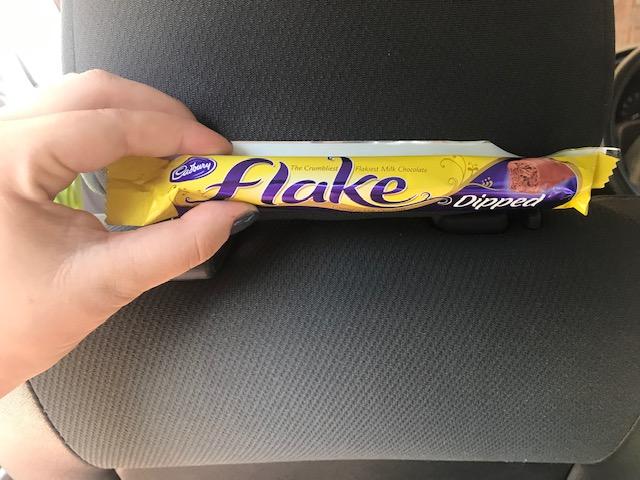 Cadbury
The Crumbliest Flakiest Milk Chocolate
Flake
Dipped